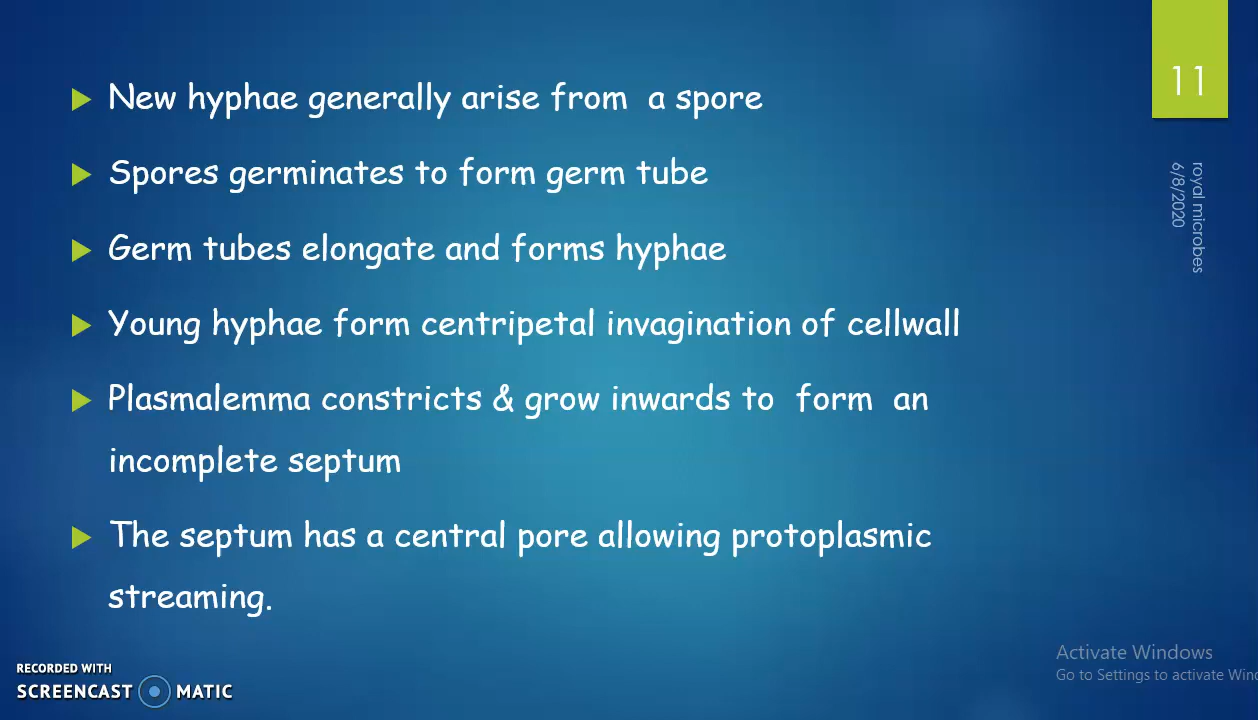 New hyphae generally arise from a spore
Spores germinates to form germ tube
Germ tubes elongate and forms hyphae
Young hyphae form centripetal invagination of cellwall
Plasmalemma constricts & grow inwards to form an
incomplete septum
The septum has a central pore allowing protoplasmic
streaming.
11
royal microbes
6/8/2020
RECORDED WITH
SCREENCAST MATIC
Activate Windows
Go to Settings to activate Wind